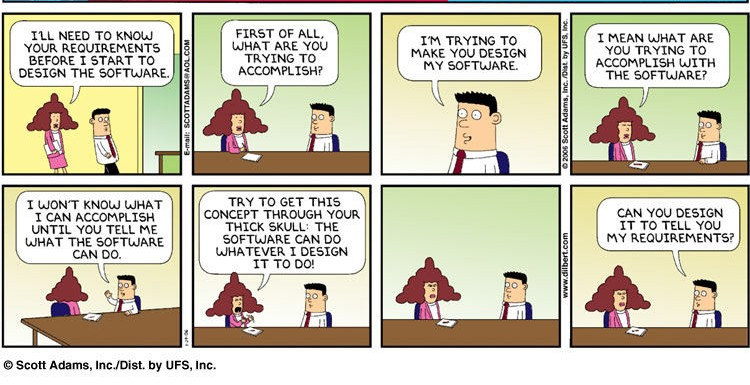 I'LL NEED TO KNOW
YOUR REQUIREMENTS
BEFORE I START TO
DESIGN THE SOFTWARE.
E-mail: SCOTTADAMS@AOL.COM
FIRST OF ALL,
WHAT ARE YOU
TRYING TO
ACCOMPLISH?
I'M TRYING TO
MAKE YOU DESIGN
MY SOFTWARE.
© 2006 Scott Adams, Inc./Dist. by UFS, Inc.
I MEAN WHAT ARE
YOU TRYING TO
ACCOMPLISH WITH
THE SOFTWARE?
I WON'T KNOW WHAT
I CAN ACCOMPLISH
UNTIL YOU TELL ME
WHAT THE SOFTWARE
CAN DO.
TRY TO GET THIS
CONCEPT THROUGH YOUR
THICK SKULL: THE
SOFTWARE CAN DO
WHATEVER I DESIGN
IT TO DO!
www.dilbert.com
CAN YOU DESIGN
IT TO TELL YOU
MY REQUIREMENTS?
© Scott Adams, Inc./Dist. by UFS, Inc.